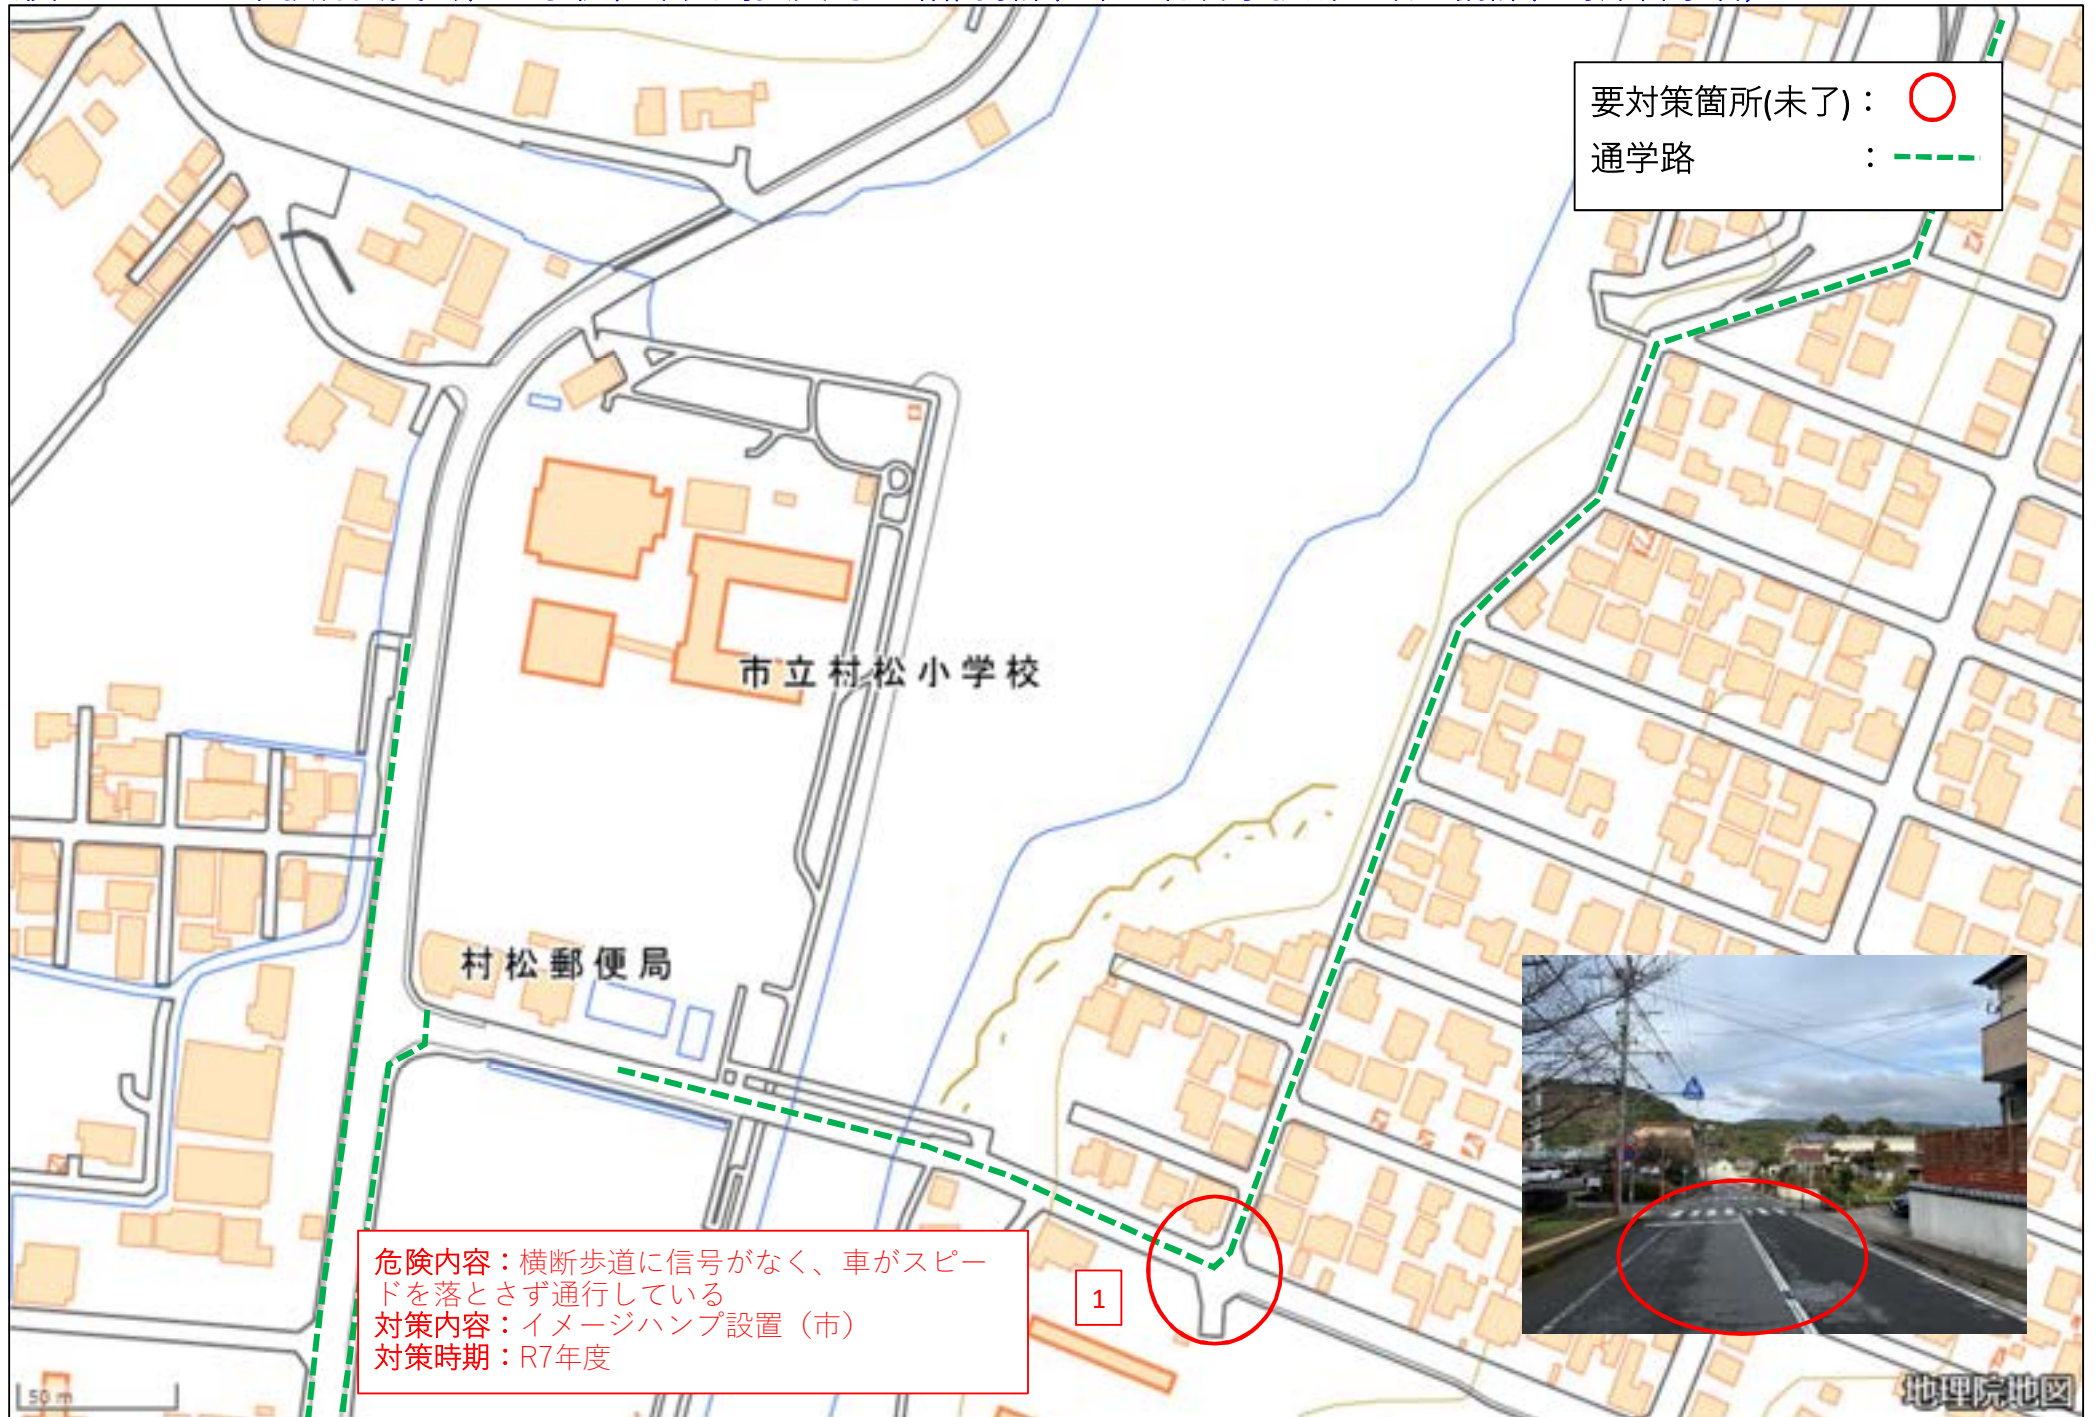 要対策箇所(未了)：
通学路　　　　　：
市立村松小学校
村松郵便局
危険内容：横断歩道に信号がなく、車がスピー
ドを落とさず通行している
対策内容：イメージハンプ設置（市）
対策時期：R7年度
1
50 m
地理院地図